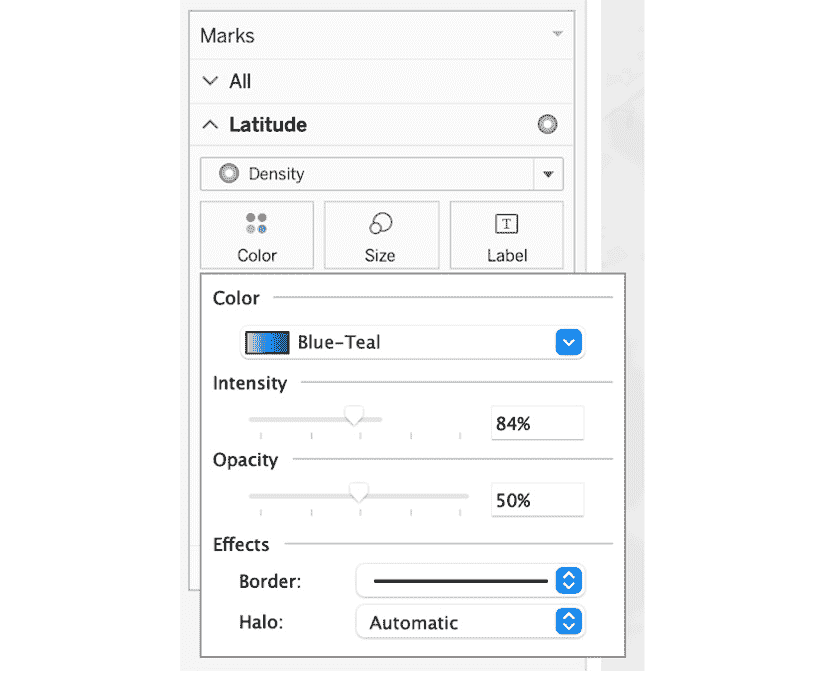 Marks
All
Latitude
Density
Color Size T Label
Color
Blue-Teal
Intensity
84%
Opacity
50%
Effects
Border:
Halo: Automatic